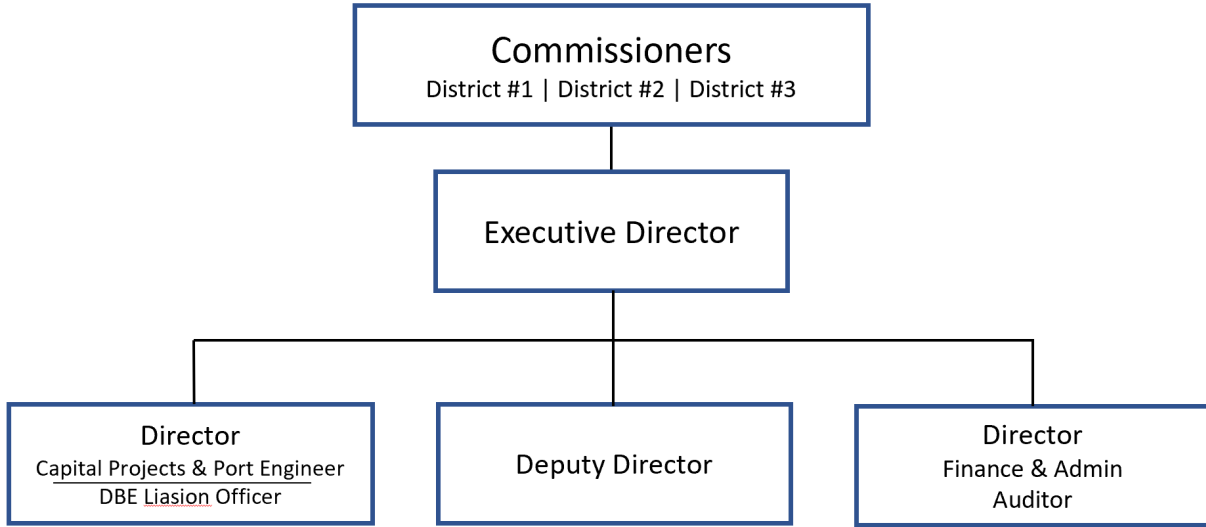 Commissioners
District #1 | District #2 | District #3
Executive Director
Director
Capital Projects & Port Engineer
DBE Liasion Officer
Deputy Director
Director
Finance & Admin
Auditor